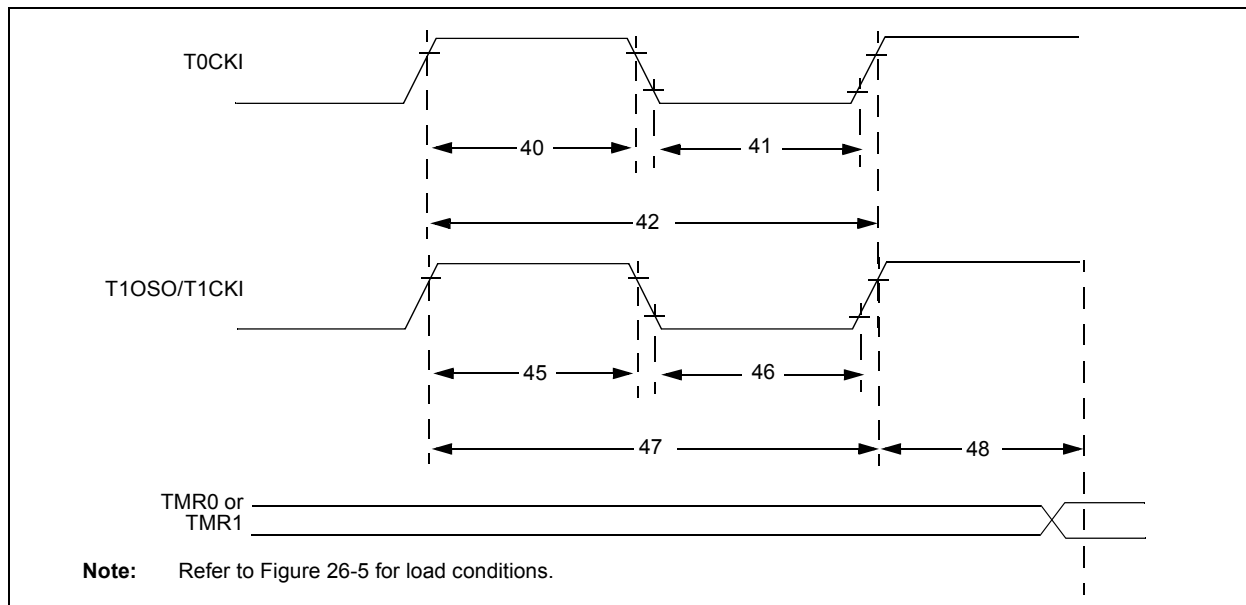 T0CKI
40
41
42
T1OSO/T1CKI
45
46
47
48
TMR0 or
TMR1
Note: Refer to Figure 26-5 for load conditions.